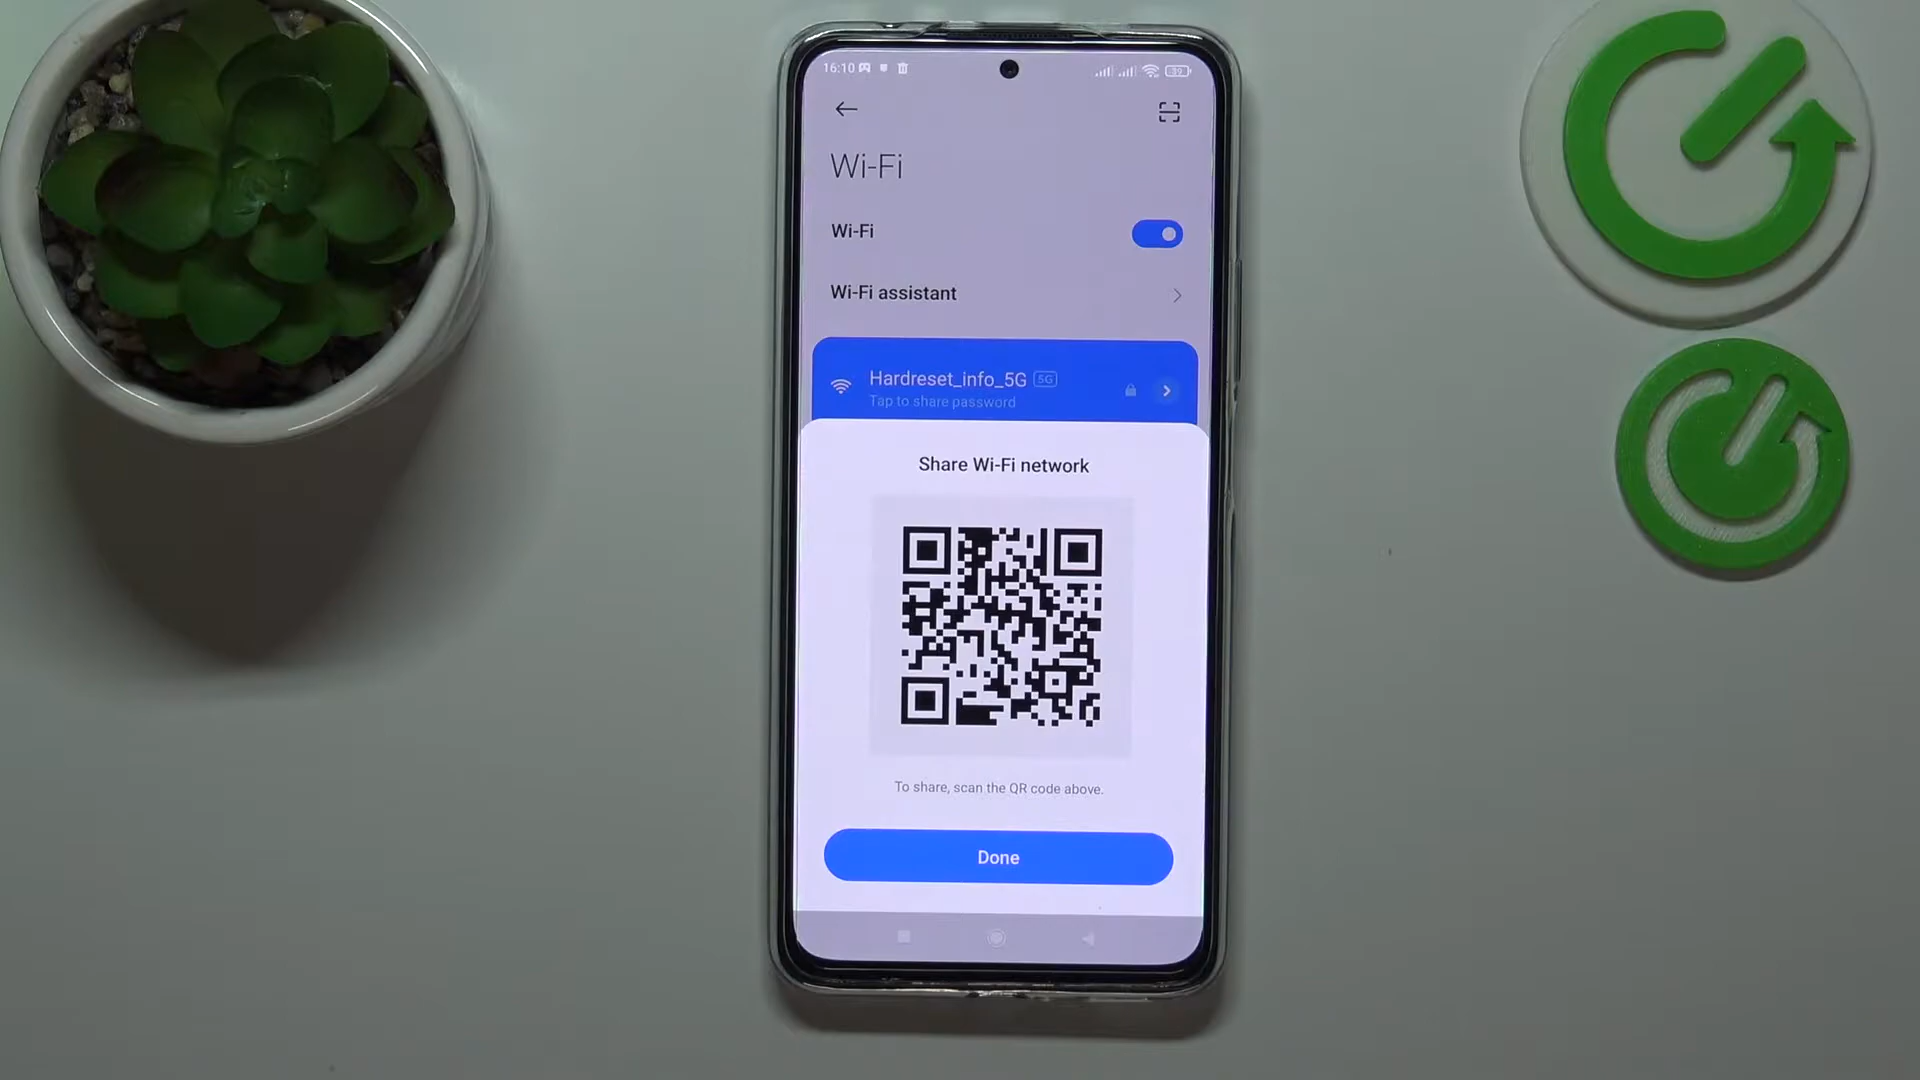 16:10
39
Wi-Fi
Wi-Fi
Wi-Fi assistant
Hardreset_info_5G 5G
Tap to share password
Share Wi-Fi network
To share, scan the QR code above.
Done